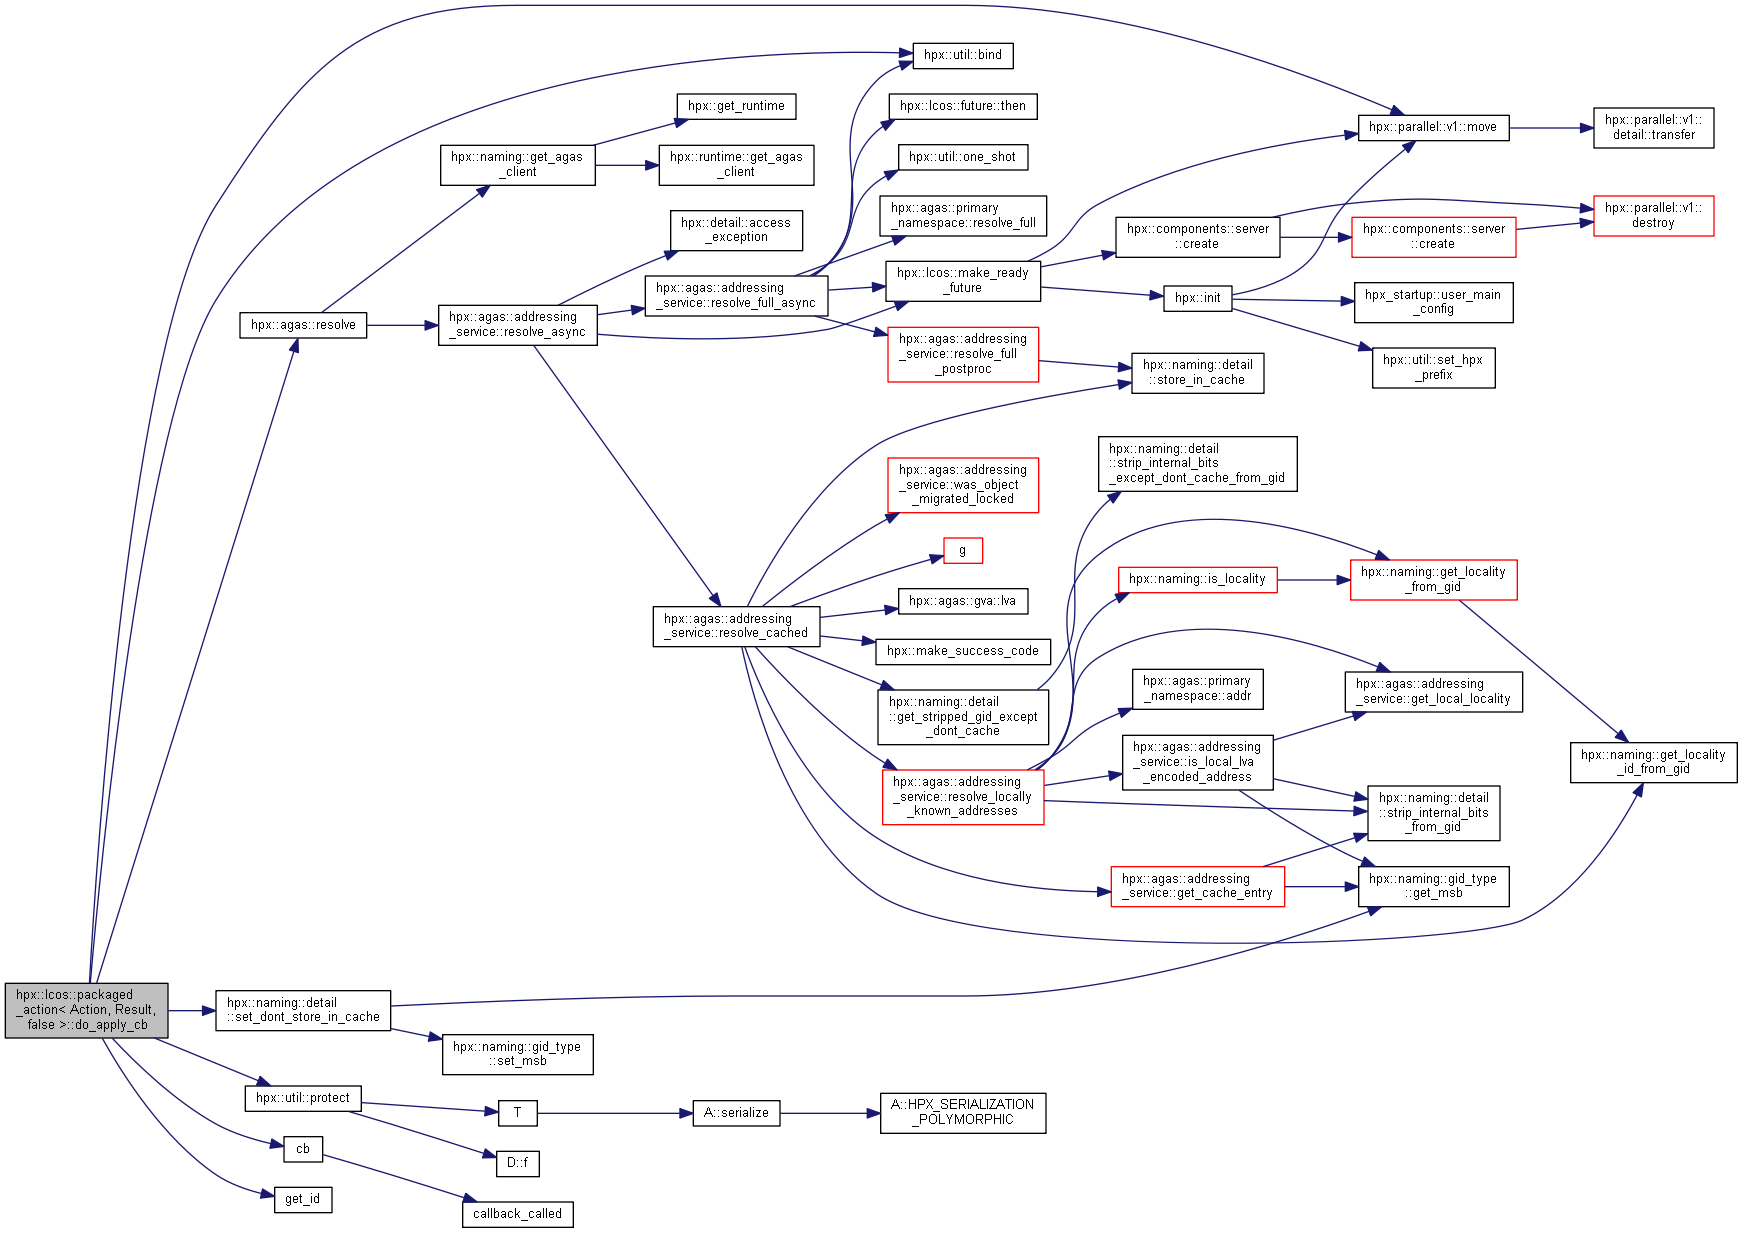 hpx::util::bind
hpx::get_runtime
hpx::lcos::future::then
hpx::parallel::v1::move
hpx::parallel::v1::
detail::transfer
hpx::naming::get_agas
_client
hpx::runtime::get_agas
_client
hpx::util::one_shot
hpx::detail::access
_exception
hpx::agas::primary
_namespace::resolve_full
hpx::components::server
::create
hpx::components::server
::create
hpx::parallel::v1::
destroy
hpx::agas::resolve
hpx::agas::addressing
_service::resolve_async
hpx::agas::addressing
_service::resolve_full_async
hpx::lcos::make_ready
_future
hpx::init
hpx_startup::user_main
_config
hpx::agas::addressing
_service::resolve_full
_postproc
hpx::naming::detail
::store_in_cache
hpx::util::set_hpx
_prefix
hpx::agas::addressing
_service::was_object
_migrated_locked
hpx::naming::detail
::strip_internal_bits
_except_dont_cache_from_gid
g
hpx::naming::is_locality
hpx::naming::get_locality
_from_gid
hpx::agas::addressing
_service::resolve_cached
hpx::agas::gva::lva
hpx::make_success_code
hpx::naming::detail
::get_stripped_gid_except
_dont_cache
hpx::agas::primary
_namespace::addr
hpx::agas::addressing
_service::get_local_locality
hpx::agas::addressing
_service::resolve_locally
_known_addresses
hpx::agas::addressing
_service::is_local_lva
_encoded_address
hpx::naming::get_locality
_id_from_gid
hpx::naming::detail
::strip_internal_bits
_from_gid
hpx::agas::addressing
_service::get_cache_entry
hpx::naming::gid_type
::get_msb
hpx::lcos::packaged
_action< Action, Result,
false >::do_apply_cb
hpx::naming::detail
::set_dont_store_in_cache
hpx::naming::gid_type
::set_msb
hpx::util::protect
T
A::serialize
A::HPX_SERIALIZATION
_POLYMORPHIC
cb
D::f
get_id
callback_called